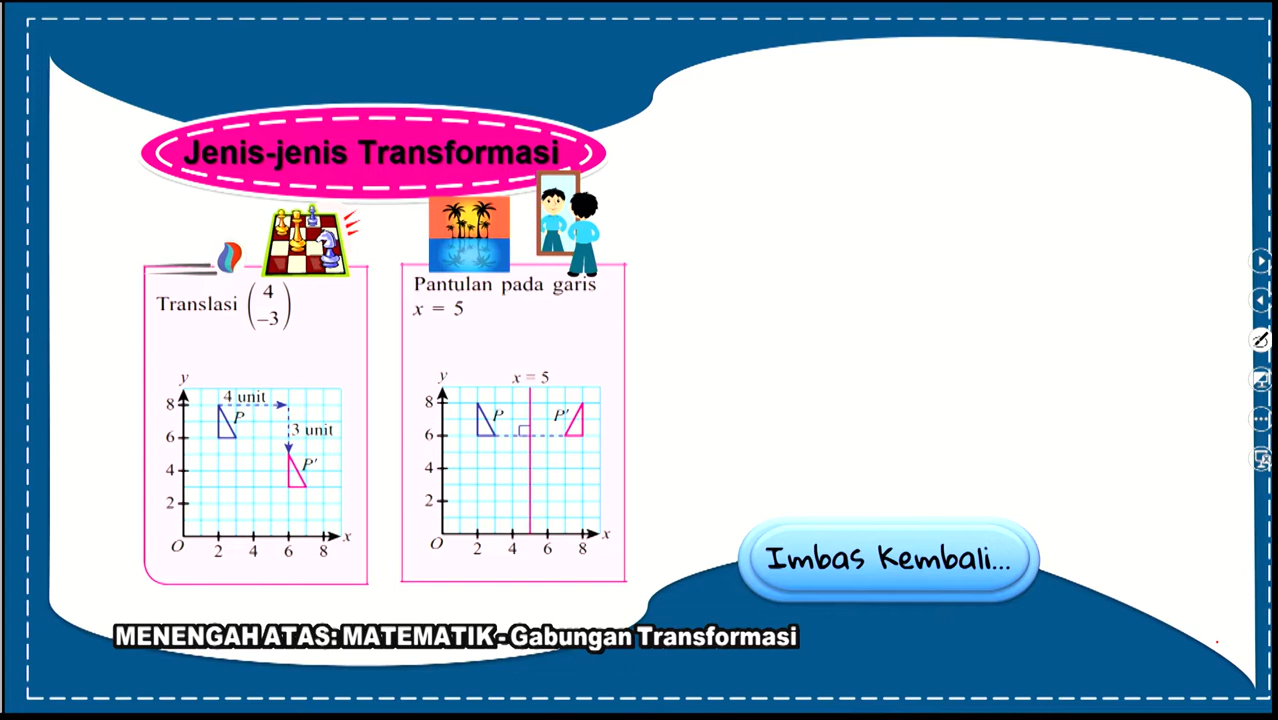 Jenis-jenis Transformasi
Translasi (4 –3)
y
8
6
4
2
O
2 4 6 8
x
4 unit
P
3 unit
P'
Pantulan pada garis
x = 5
y
x = 5
8
6
4
2
O
2 4 6 8
x
P
P'
Imbas Kembali...
MENENGAH ATAS: MATEMATIK - Gabungan Transformasi